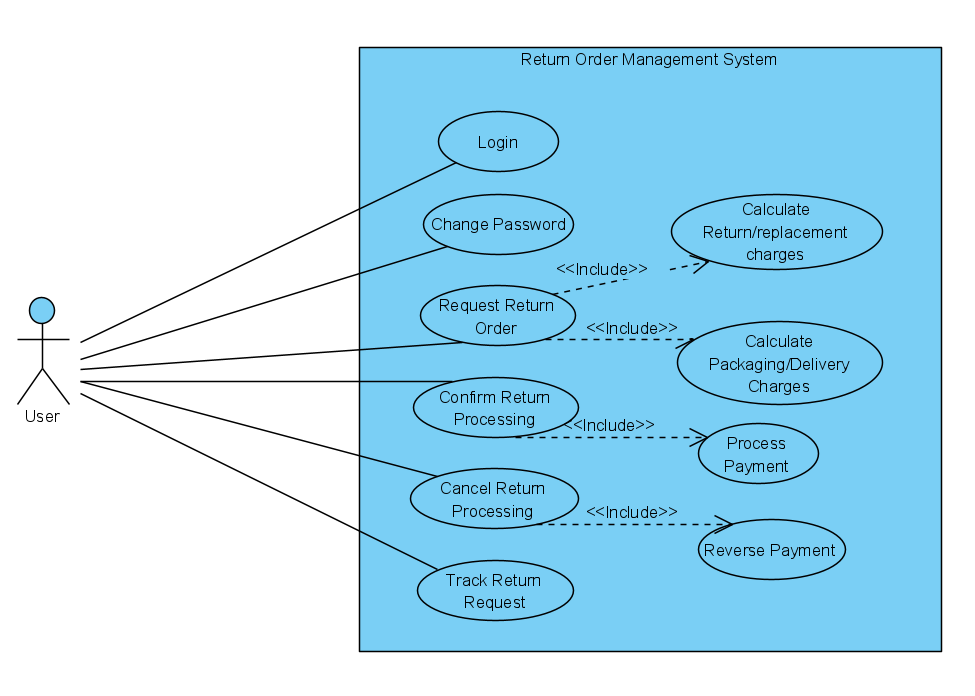 Return Order Management System
Login
Change Password
Calculate
Return/replacement
charges
<<Include>>
Request Return
Order
<<Include>>
Calculate
Packaging/Delivery
Charges
Confirm Return
Processing
<<Include>>
Process
Payment
User
Cancel Return
Processing
<<Include>>
Reverse Payment
Track Return
Request